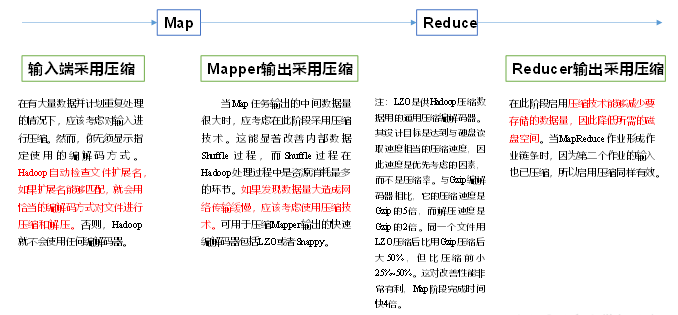 Map
Reduce
输入端采用压缩
在有大量数据并计划重复处理
的情况下，应该考虑对输入进
行压缩。然而，你无须显示指
定使用的编解码方式。
Hadoop自动检查文件扩展名，
如果扩展名能够匹配，就会用
恰当的编解码方式对文件进行
压缩和解压。否则，Hadoop
就不会使用任何编解码器。
Mapper输出采用压缩
当Map任务输出的中间数据量
很大时，应考虑在此阶段采用压缩
技术。这能显著改善内部数据
Shuffle过程，而Shuffle过程在
Hadoop处理过程中是资源消耗最多
的环节。如果发现数据量大造成网
络传输缓慢，应该考虑使用压缩技
术。可用于压缩Mapper输出的快速
编解码器包括LZO或者Snappy。
注：LZO是供Hadoop压缩数
据用的通用压缩编解码器。
其设计目标是达到与硬盘读
取速度相当的压缩速度，因
此速度是优先考虑的因素，
而不是压缩率。与Gzip编解
码器相比，它的压缩速度是
Gzip的5倍，而解压速度是
Gzip的2倍。同一个文件用
LZO压缩后比用Gzip压缩后
大50%，但比压缩前小
25%~50%。这对改善性能非
常有利，Map阶段完成时间
快4倍。
Reducer输出采用压缩
在此阶段启用压缩技术能够减少要
存储的数据量，因此降低所需的磁
盘空间。当MapReduce作业形成作
业链条时，因为第二个作业的输入
也已压缩，所以启用压缩同样有效。